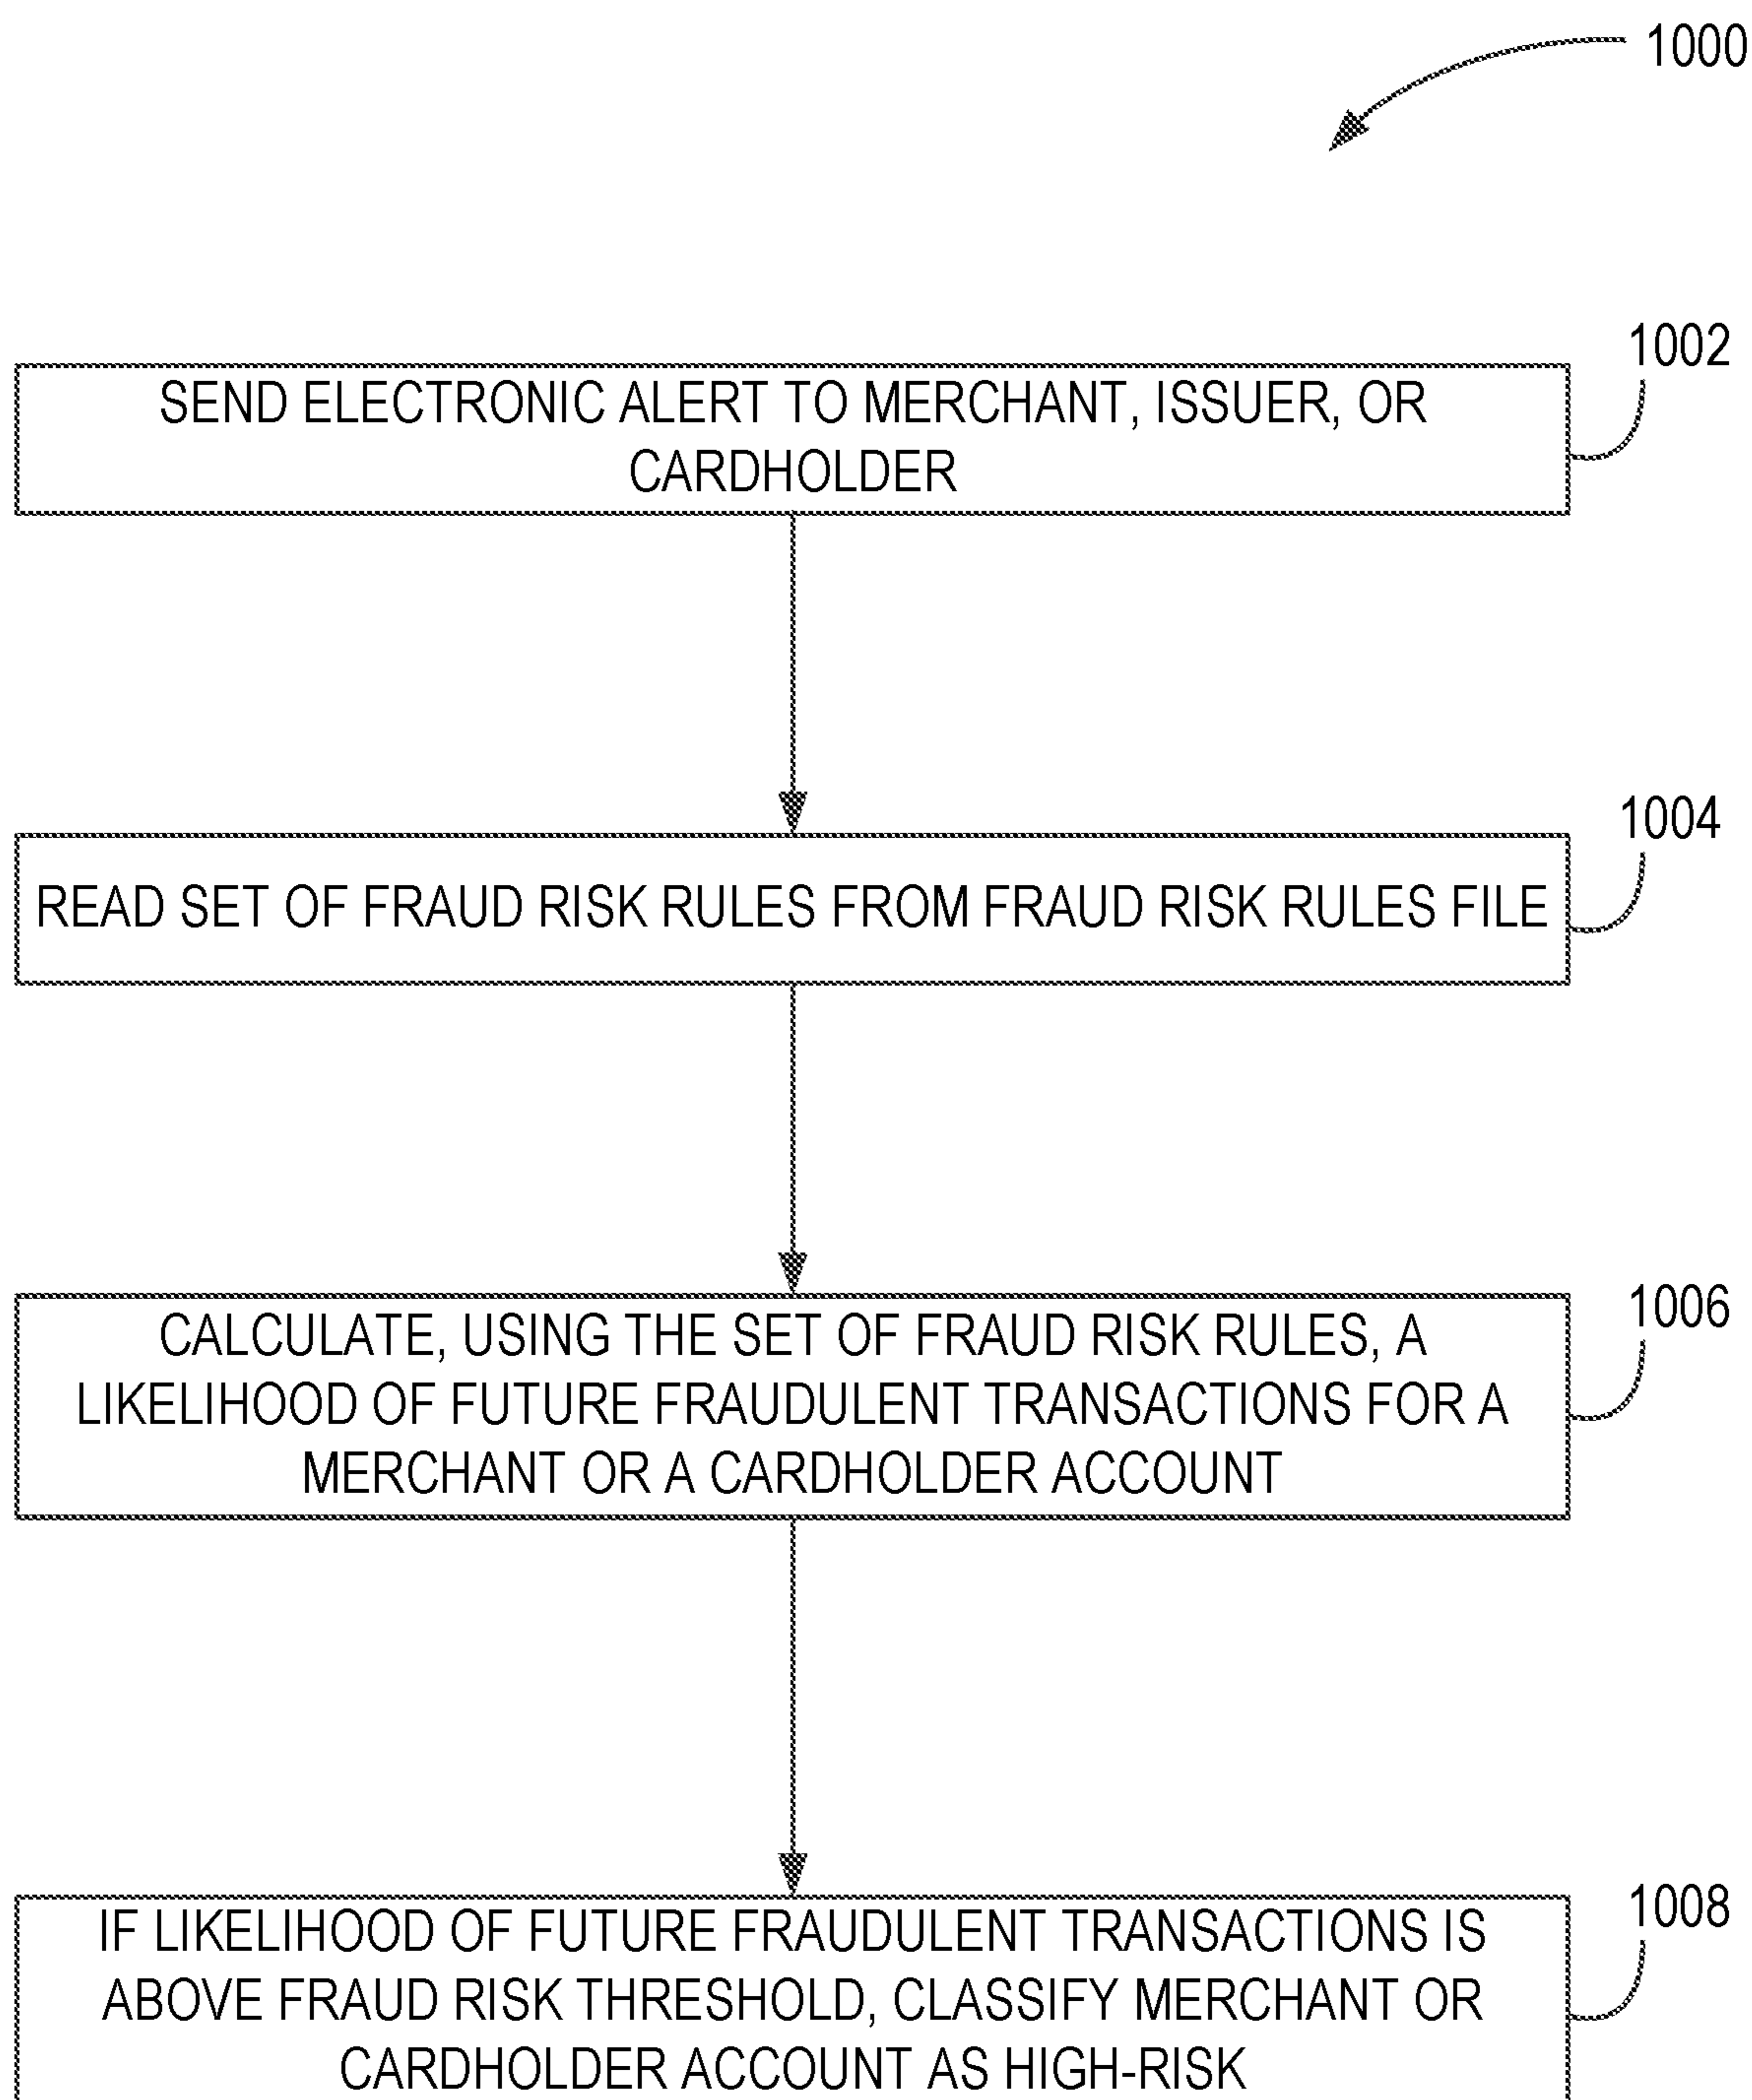 1000
1002
SEND ELECTRONIC ALERT TO MERCHANT, ISSUER, OR
CARDHOLDER
1004
READ SET OF FRAUD RISK RULES FROM FRAUD RISK RULES FILE
1006
CALCULATE, USING THE SET OF FRAUD RISK RULES, A
LIKELIHOOD OF FUTURE FRAUDULENT TRANSACTIONS FOR A
MERCHANT OR A CARDHOLDER ACCOUNT
1008
IF LIKELIHOOD OF FUTURE FRAUDULENT TRANSACTIONS IS
ABOVE FRAUD RISK THRESHOLD, CLASSIFY MERCHANT OR
CARDHOLDER ACCOUNT AS HIGH-RISK